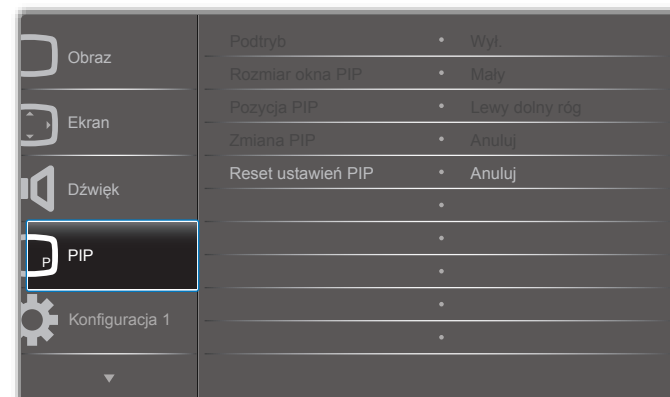 Obraz
Ekran
Dźwięk
P
PIP
Konfiguracja 1
Podtryb • Wył.
Rozmiar okna PIP • Mały
Pozycja PIP • Lewy dolny róg
Zmiana PIP • Anuluj
Reset ustawień PIP • Anuluj
•
•
•
•
•